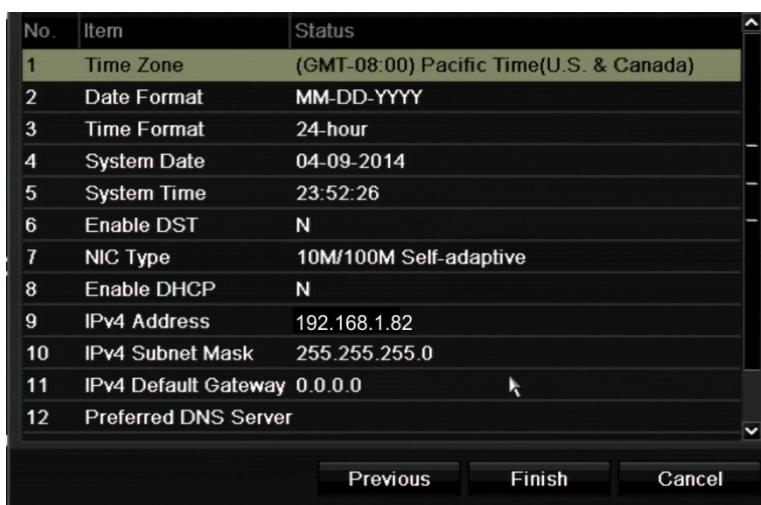 No. Item Status
1 Time Zone (GMT-08:00) Pacific Time(U.S. & Canada)
2 Date Format MM-DD-YYYY
3 Time Format 24-hour
4 System Date 04-09-2014
5 System Time 23:52:26
6 Enable DST N
7 NIC Type 10M/100M Self-adaptive
8 Enable DHCP N
9 IPv4 Address 192.168.1.82
10 IPv4 Subnet Mask 255.255.255.0
11 IPv4 Default Gateway 0.0.0.0
12 Preferred DNS Server
Previous Finish Cancel